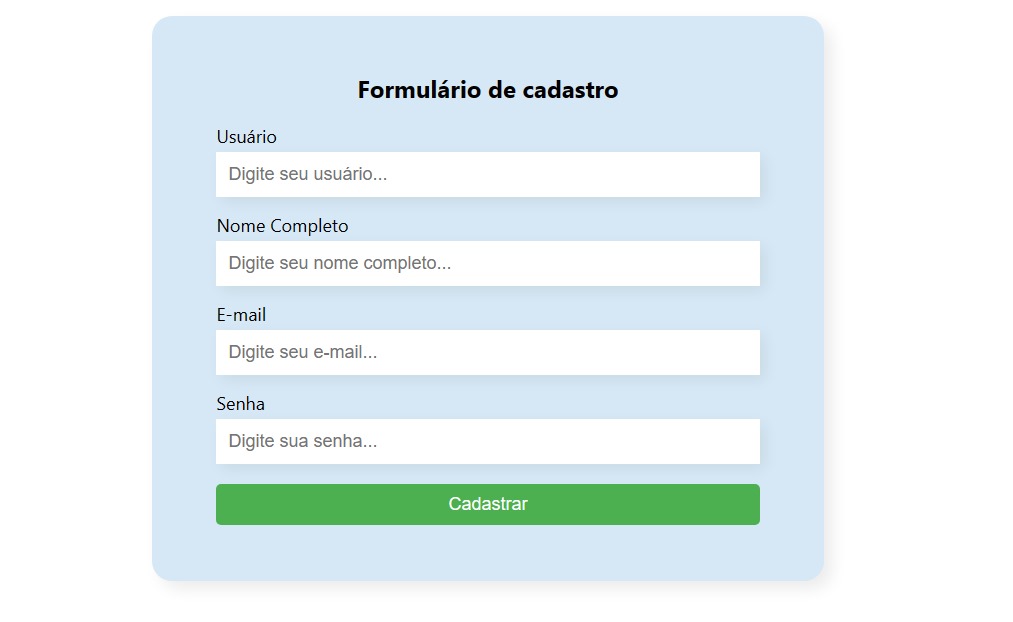 Formulário de cadastro
Usuário
Digite seu usuário...
Nome Completo
Digite seu nome completo...
E-mail
Digite seu e-mail...
Senha
Digite sua senha...
Cadastrar